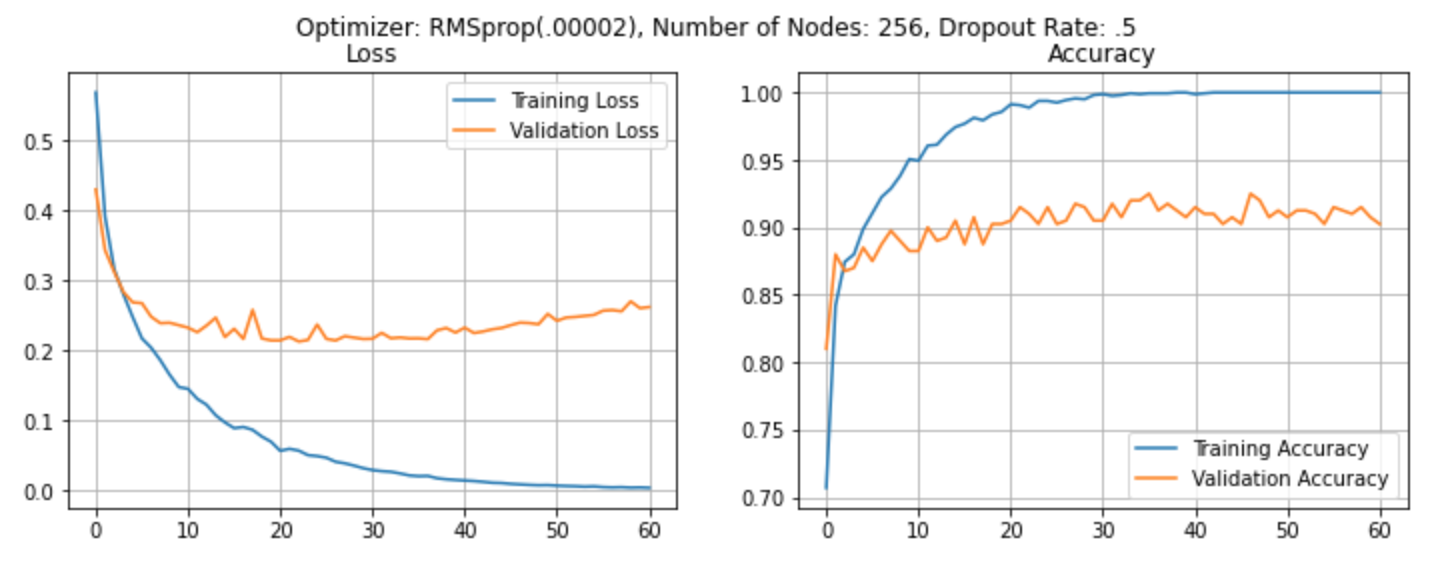 Optimizer: RMSprop(.00002), Number of Nodes: 256, Dropout Rate: .5
Loss
Training Loss
Validation Loss
0.5
0.4
0.3
0.2
0.1
0.0
0 10 20 30 40 50 60
Accuracy
1.00
0.95
0.90
0.85
0.80
0.75
0.70
Training Accuracy
Validation Accuracy
0 10 20 30 40 50 60